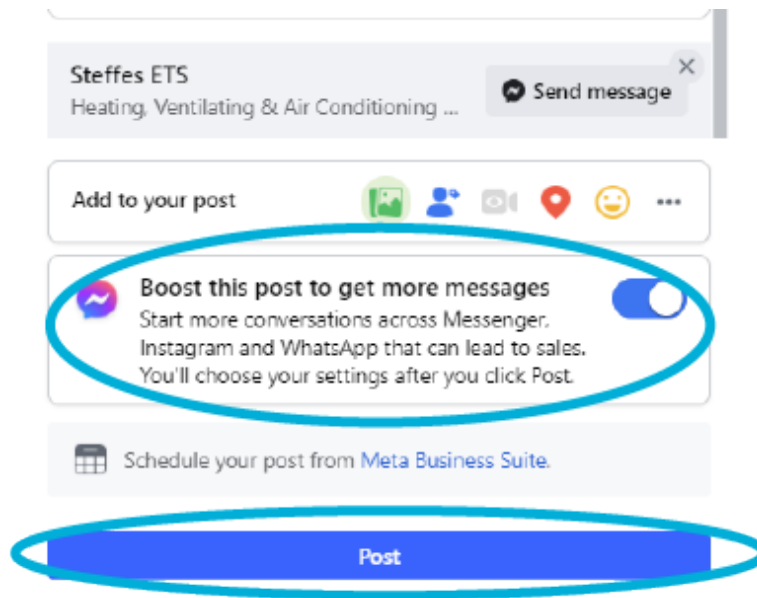 Steffes ETS
Heating, Ventilating & Air Conditioning ...
Send message
Add to your post
Boost this post to get more messages
Start more conversations across Messenger,
Instagram and WhatsApp that can lead to sales.
You'll choose your settings after you click Post.
Schedule your post from Meta Business Suite.
Post